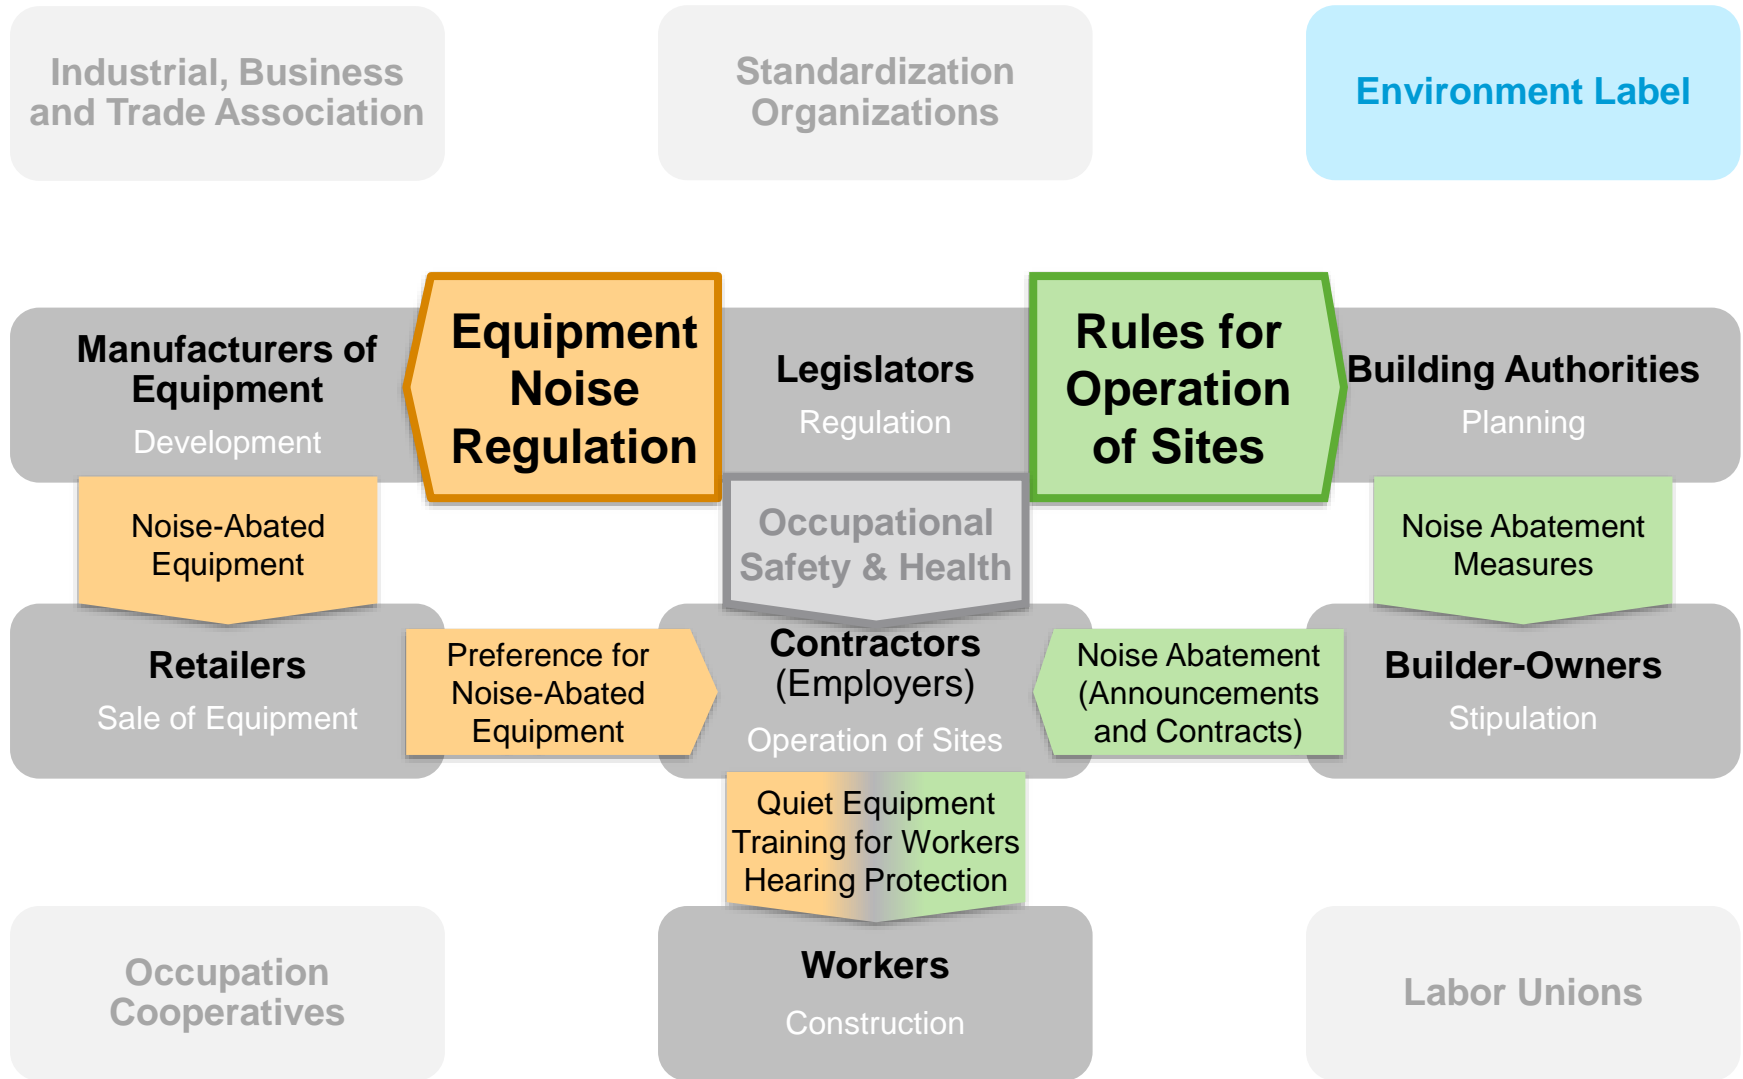 Industrial, Business
and Trade Association
Standardization
Organizations
Environment Label
Manufacturers of
Equipment
Development
Equipment
Noise
Regulation
Legislators
Regulation
Rules for
Operation
of Sites
Building Authorities
Planning
Noise-Abated
Equipment
Occupational
Safety & Health
Noise Abatement
Measures
Retailers
Sale of Equipment
Preference for
Noise-Abated
Equipment
Contractors
(Employers)
Operation of Sites
Noise Abatement
(Announcements
and Contracts)
Builder-Owners
Stipulation
Quiet Equipment
Training for Workers
Hearing Protection
Occupation
Cooperatives
Workers
Construction
Labor Unions